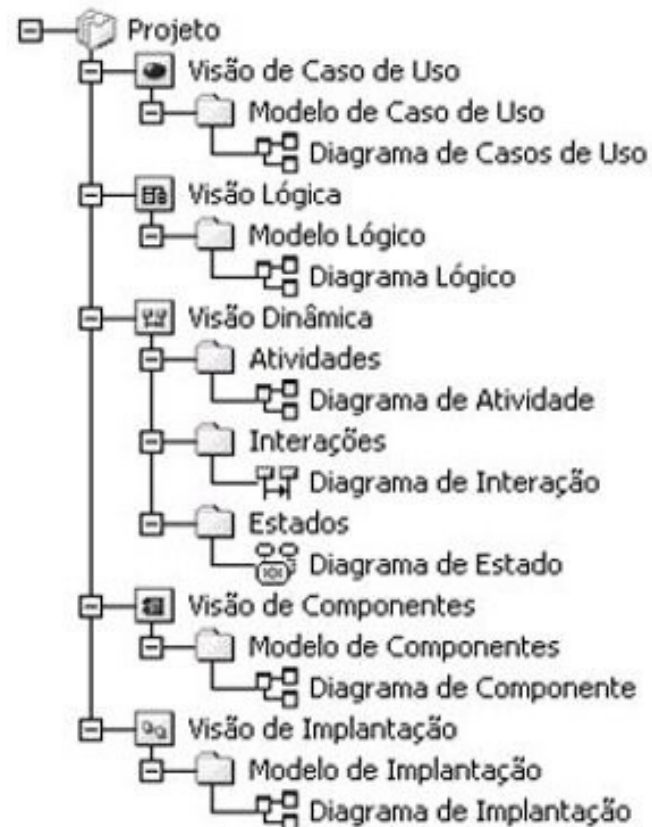 Projeto
Visão de Caso de Uso
Modelo de Caso de Uso
Diagrama de Casos de Uso
Visão Lógica
Modelo Lógico
Diagrama Lógico
Visão Dinâmica
Atividades
Diagrama de Atividade
Interações
Diagrama de Interação
Estados
Diagrama de Estado
Visão de Componentes
Modelo de Componentes
Diagrama de Componente
Visão de Implantação
Modelo de Implantação
Diagrama de Implantação